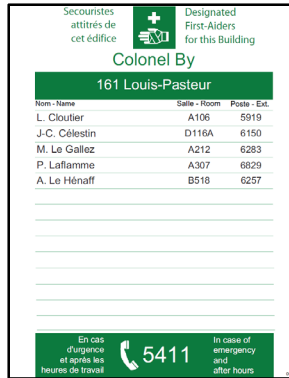 Securistes
attitrés de
cet édifice
Designated
First-Aiders
for this Building
Colonel By
161 Louis-Pasteur
Nom - Name Salle - Room Poste - Ext.
L. Cloutier A106 5919
J-C. Célestin D116A 6150
M. Le Gallez A212 6283
P. Laflamme A307 6829
A. Le Hénaff B518 6257
En cas
d'urgence
et après les
heures de travail
5411
In case of
emergency
and
after hours